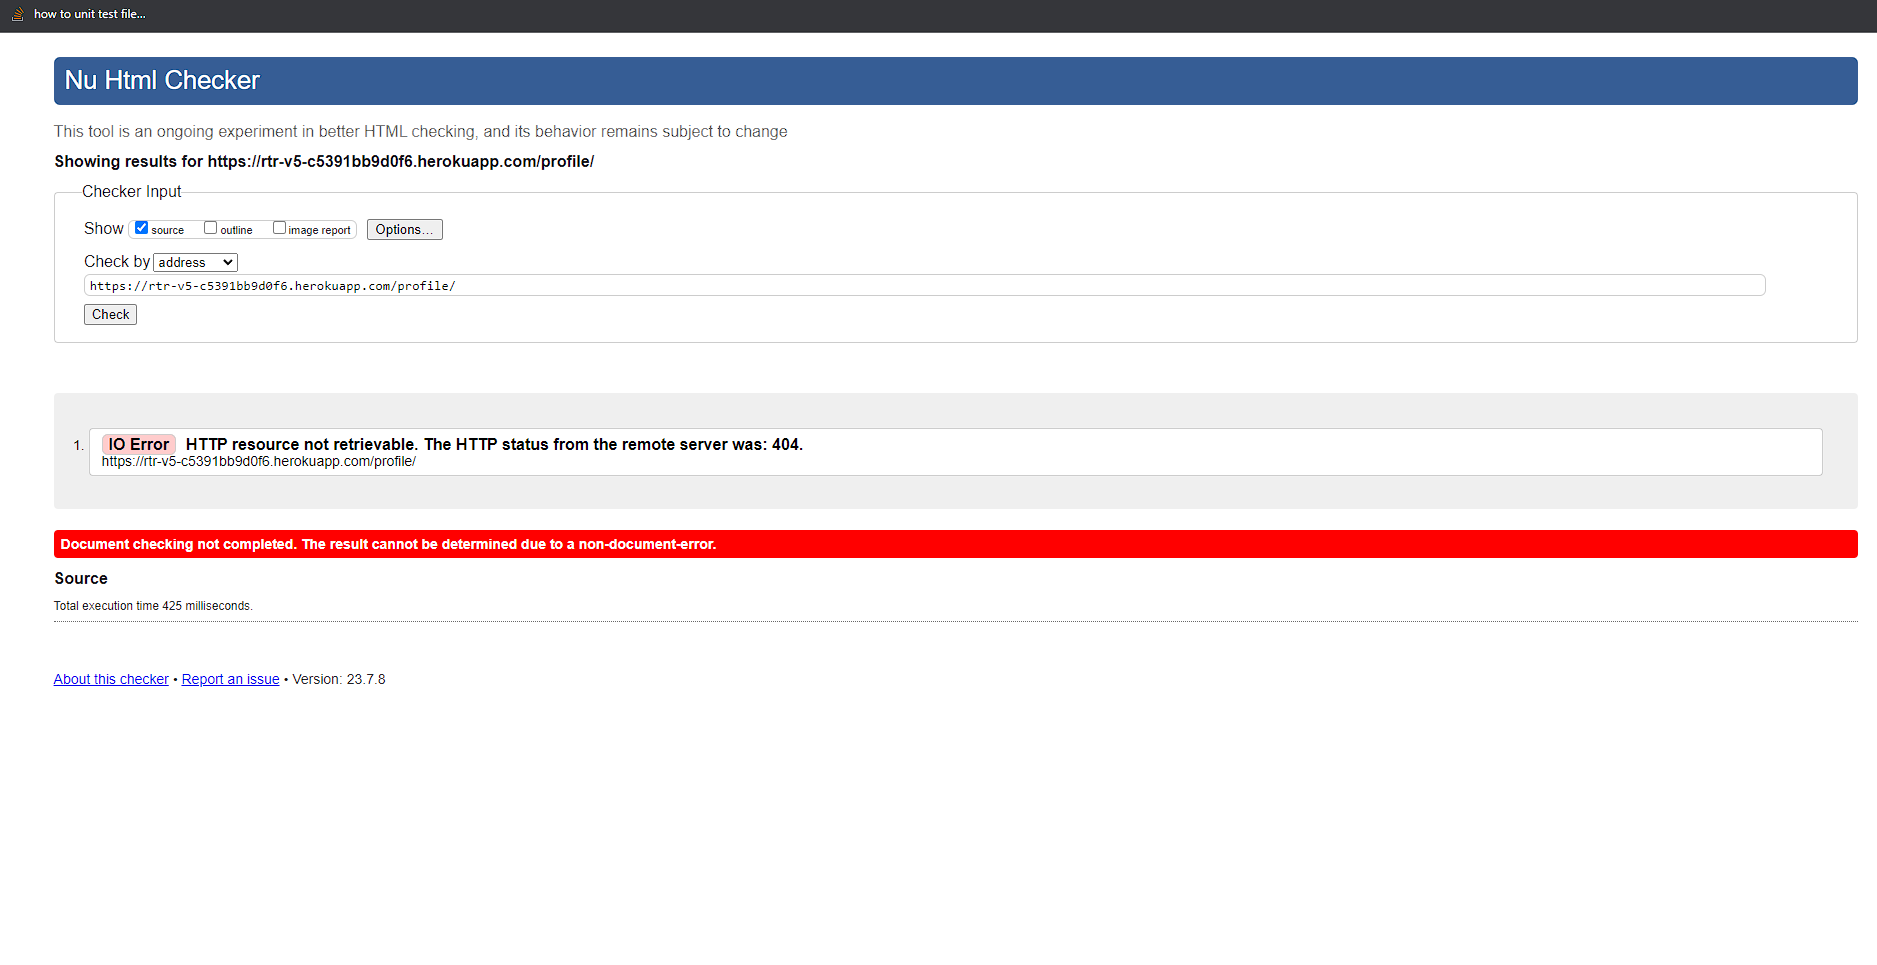 how to unit test file...
Nu Html Checker
This tool is an ongoing experiment in better HTML checking, and its behavior remains subject to change
Showing results for https://rtr-v5-c5391bb9d0f6.herokuapp.com/profile/
Checker Input
Show source outline image report Options...
Check by address
https://rtr-v5-c5391bb9d0f6.herokuapp.com/profile/
Check
1. IO Error HTTP resource not retrievable. The HTTP status from the remote server was: 404.
https://rtr-v5-c5391bb9d0f6.herokuapp.com/profile/
Document checking not completed. The result cannot be determined due to a non-document-error.
Source
Total execution time 425 milliseconds.
About this checker • Report an issue • Version: 23.7.8